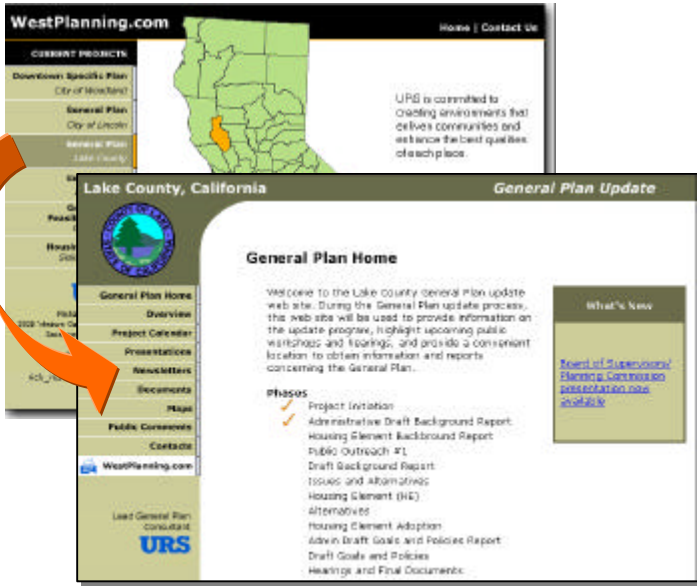 WestPlanning.com
Home | Contact Us
CURRENT PROJECTS
Downtown Specific Plan
City of Woodland
General Plan
City of Lincoln
General Plan
Lake County
URS is committed to
creating environments that
enliven communities and
enhance the best qualities
of each place.
Lake County, California
General Plan Update
COUNTY OF LAKE
STATE OF CALIFORNIA
General Plan Home
Overview
Project Calendar
Presentations
Newsletters
Documents
Maps
Public Comments
Contacts
WestPlanning.com
Lead General Plan
Consultant
URS
General Plan Home
Welcome to the Lake County General Plan update
web site. During the General Plan update process,
this web site will be used to provide information on
the update program, highlight upcoming public
workshops and hearings, and provide a convenient
location to obtain information and reports
concerning the General Plan.
Phases
Project Initiation
Administrative Draft Background Report
Housing Element Background Report
Public Outreach #1
Draft Background Report
Issues and Alternatives
Housing Element (HE)
Alternatives
Housing Element Adoption
Admin Draft Goals and Policies Report
Draft Goals and Policies
Hearings and Final Documents
What's New
Board of Supervisors/
Planning Commission
presentation now
available